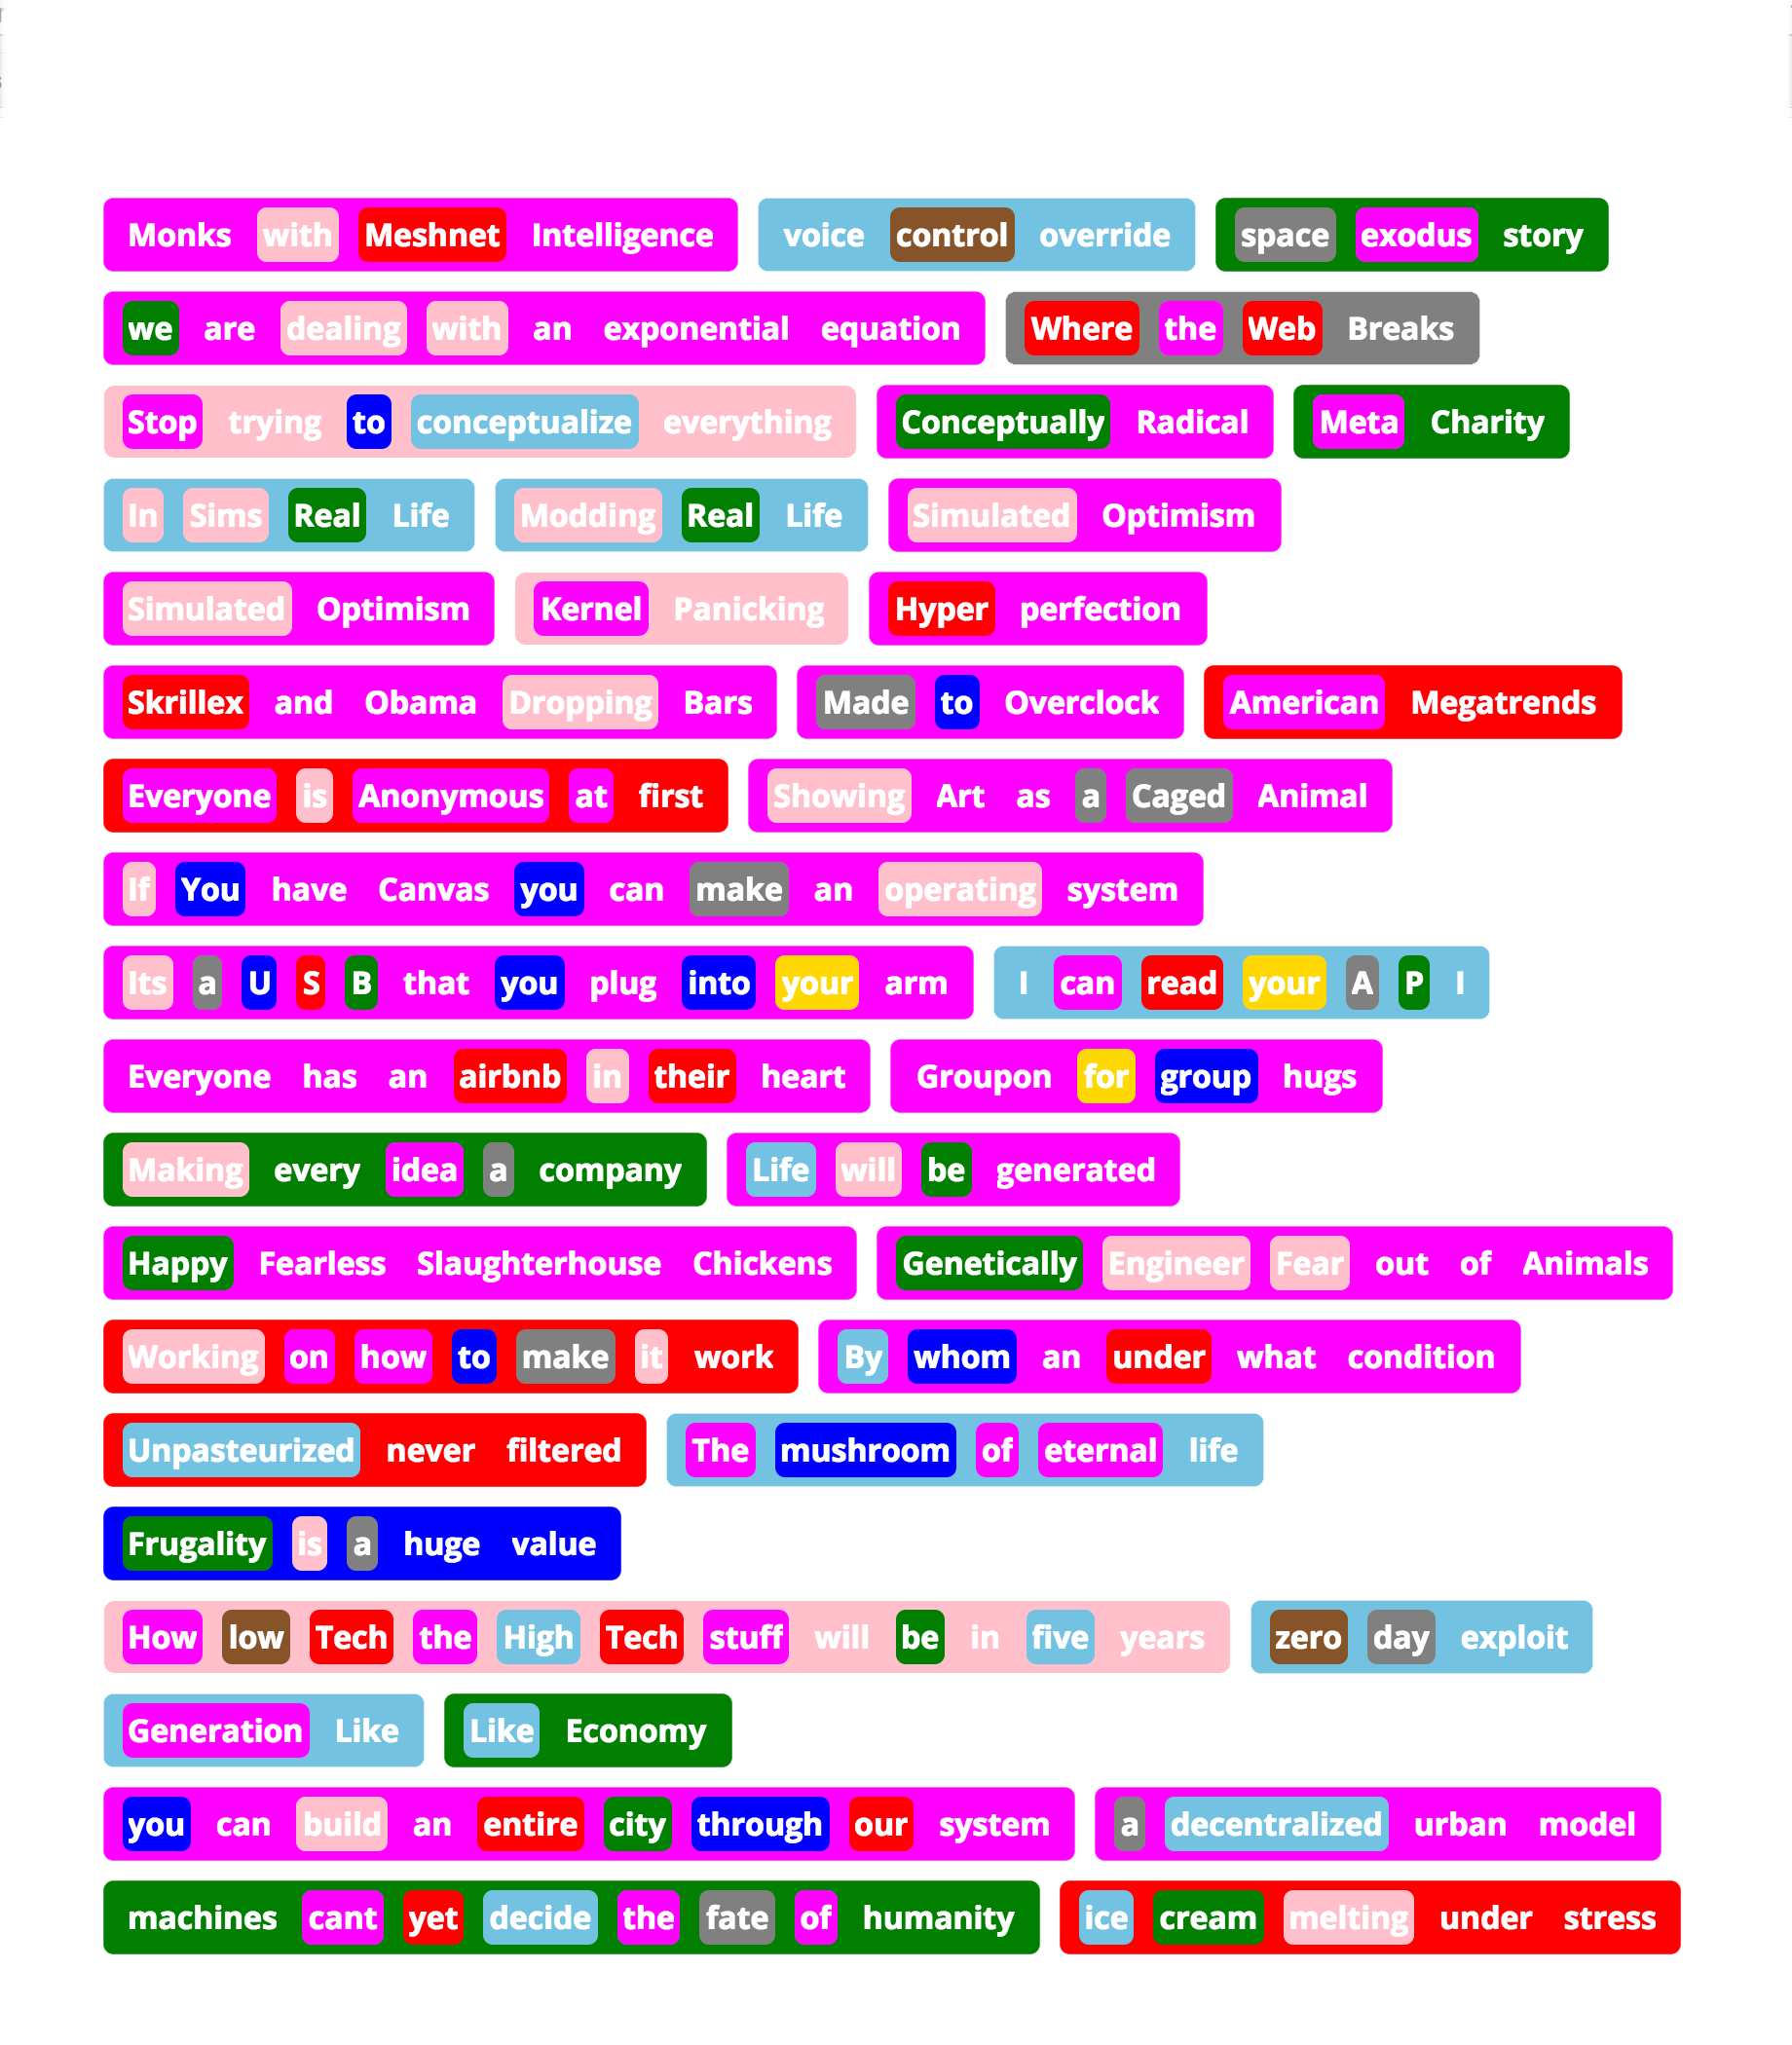 Monks with Meshnet Intelligence voice control override space exodus story
we are dealing with an exponential equation Where the Web Breaks
Stop trying to conceptualize everything Conceptually Radical Meta Charity
In Sims Real Life Modding Real Life Simulated Optimism
Simulated Optimism Kernel Panicking Hyper perfection
Skrillex and Obama Dropping Bars Made to Overclock American Megatrends
Everyone is Anonymous at first Showing Art as a Caged Animal
If You have Canvas you can make an operating system
Its a U S B that you plug into your arm I can read your A P I
Everyone has an airbnb in their heart Groupon for group hugs
Making every idea a company Life will be generated
Happy Fearless Slaughterhouse Chickens Genetically Engineer Fear out of Animals
Working on how to make it work By whom an under what condition
Unpasteurized never filtered The mushroom of eternal life
Frugality is a huge value
How low Tech the High Tech stuff will be in five years zero day exploit
Generation Like Like Economy
you can build an entire city through our system a decentralized urban model
machines cant yet decide the fate of humanity ice cream melting under stress